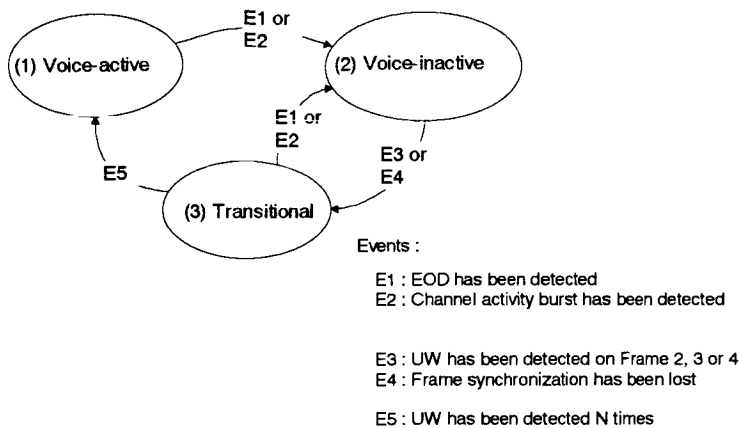 E1 or
E2
(1) Voice-active
(2) Voice-inactive
E1 or
E2
E3 or
E4
E5
(3) Transitional
Events :
E1 : EOD has been detected
E2 : Channel activity burst has been detected
E3 : UW has been detected on Frame 2, 3 or 4
E4 : Frame synchronization has been lost
E5 : UW has been detected N times